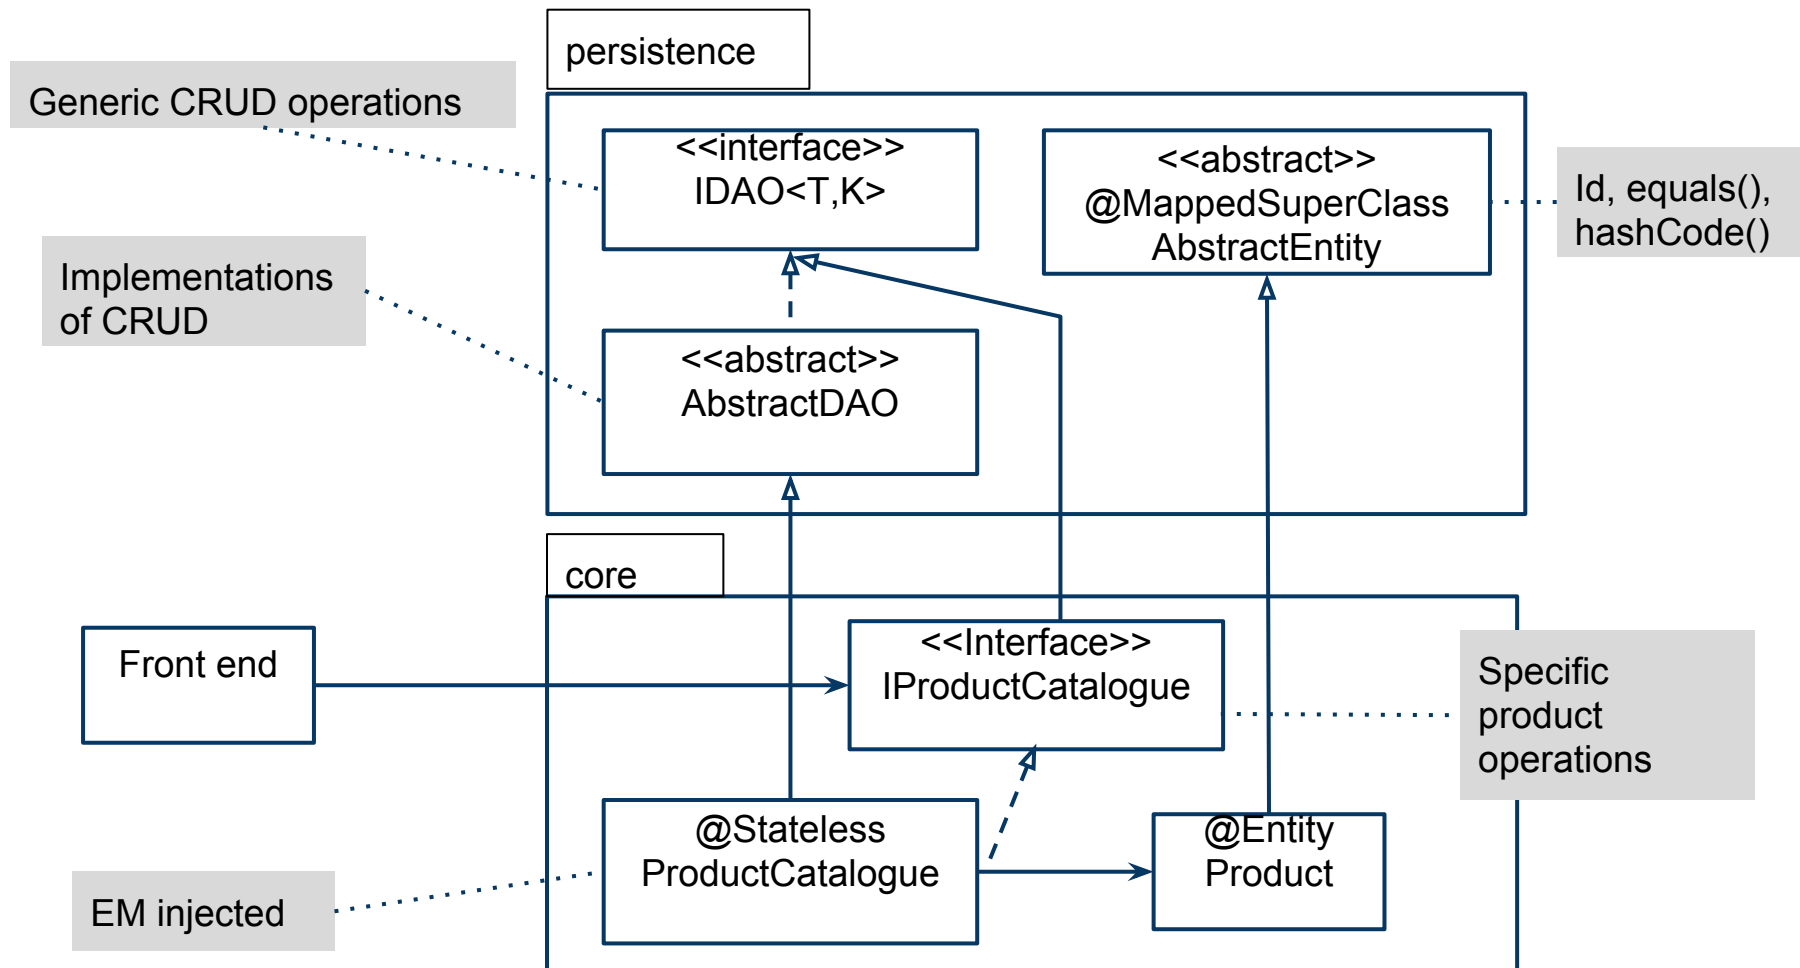 persistence
Generic CRUD operations
<<interface>>
IDAO<T,K>
<<abstract>>
@MappedSuperClass
AbstractEntity
Id, equals(),
hashCode()
Implementations
of CRUD
<<abstract>>
AbstractDAO
core
Front end
<<Interface>>
IProductCatalogue
Specific
product
operations
@Stateless
ProductCatalogue
@Entity
Product
EM injected